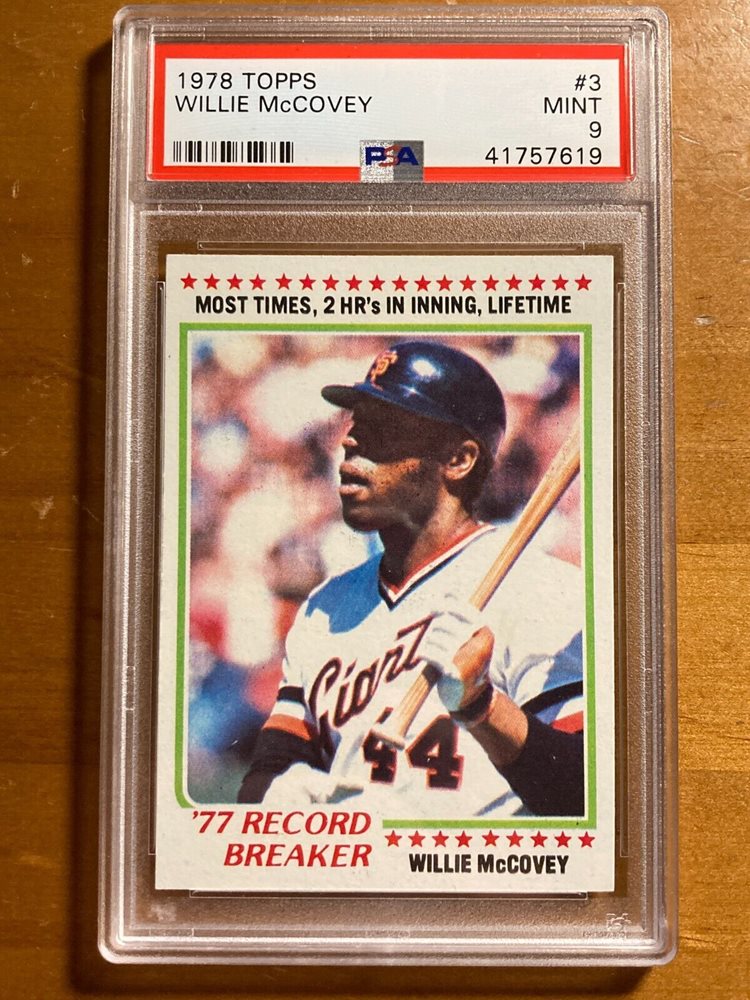 1978 TOPPS #3
WILLIE McCOVEY MINT
9
PSA 41757619
MOST TIMES, 2 HR's IN INNING, LIFETIME
SF
Giants
44
'77 RECORD
BREAKER
WILLIE McCOVEY